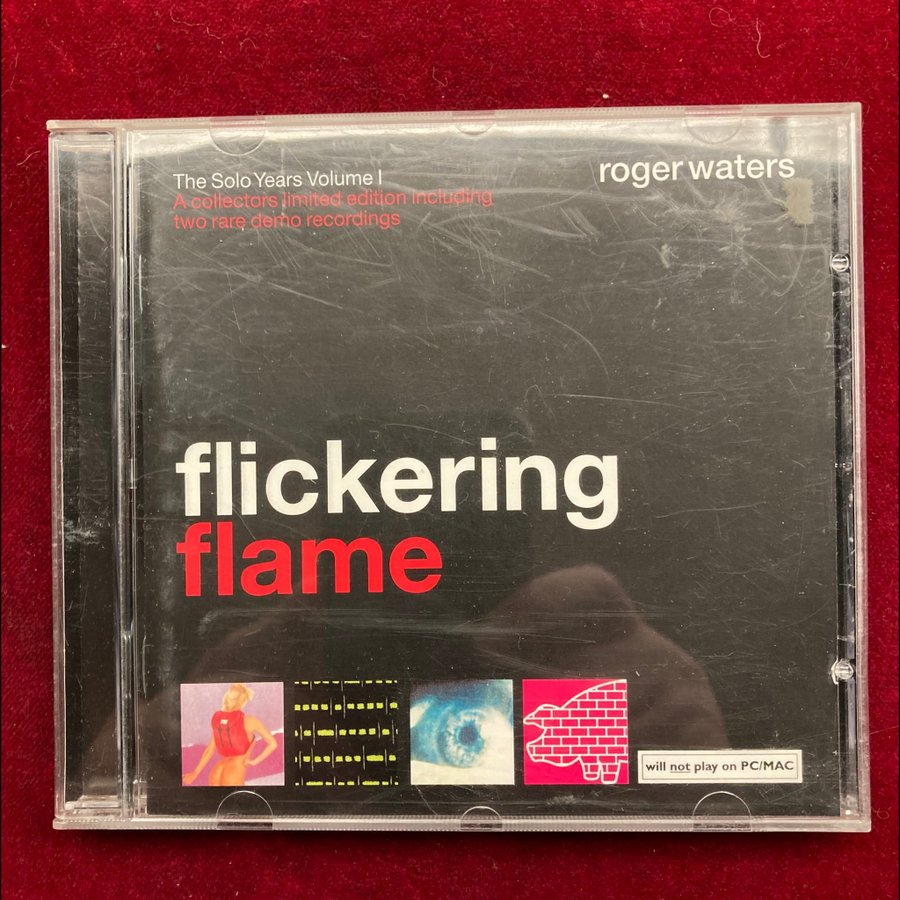 The Solo Years Volume I
A collectors limited edition including
two rare demo recordings
roger waters
flickering
flame
will not play on PC/MAC